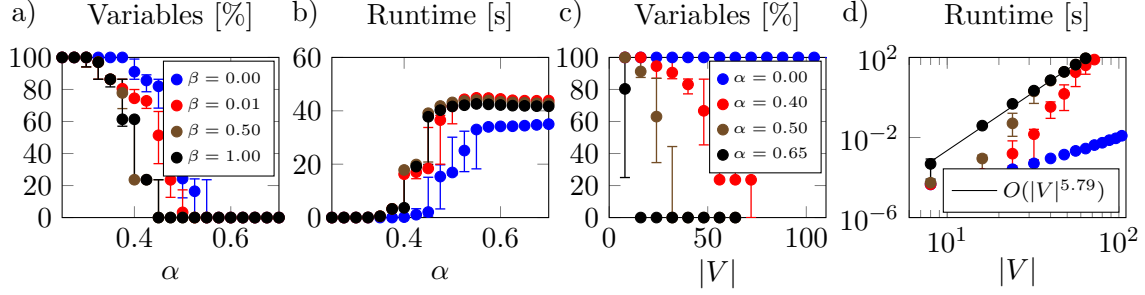 a) Variables [%]
100
80
60
40
20
0
β = 0.00
β = 0.01
β = 0.50
β = 1.00
0.4 0.6
α
b) Runtime [s]
60
40
20
0
0.4 0.6
α
c) Variables [%]
100
80
60
40
20
0
α = 0.00
α = 0.40
α = 0.50
α = 0.65
0 50 100
|V|
d) Runtime [s]
10^2
10^−2
10^−6
O(|V|^5.79)
10^1 10^2
|V|